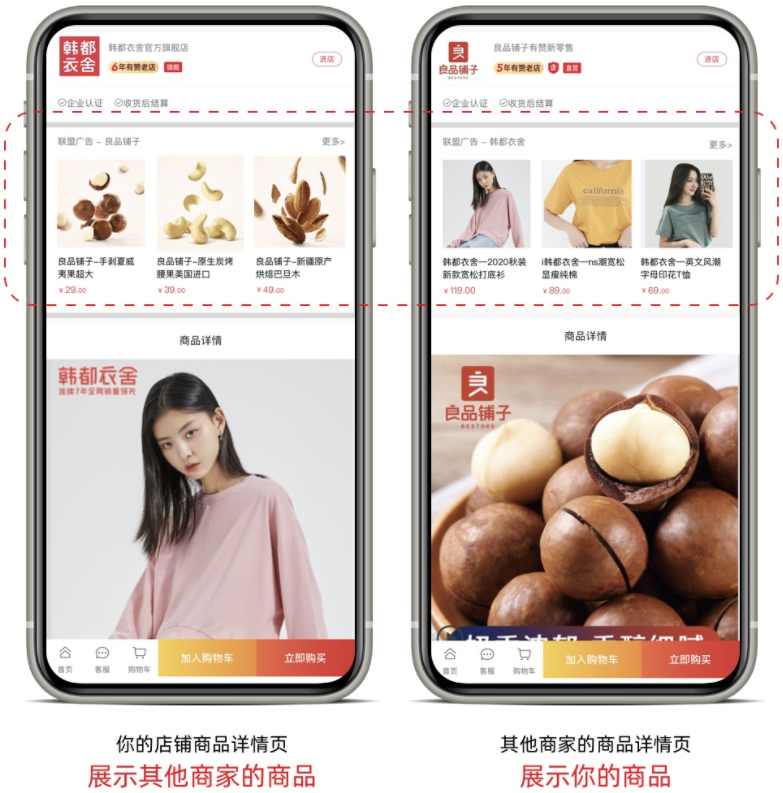 韩都
衣舍
韩都衣舍官方旗舰店
6年有赞老店 旗舰
进店
企业认证 收货后结算
联盟广告 - 良品铺子
更多>
良品铺子-手剥夏威
夷果超大
¥29.00
良品铺子-原生炭烤
腰果美国进口
¥39.00
良品铺子-新疆原产
烘焙巴旦木
¥49.00
商品详情
韩都衣舍
连续7年全网销量领先
首页
客服
购物车
加入购物车
立即购买
你的店铺商品详情页
展示其他商家的商品
良品铺子
BESTORE
良品铺子有赞新零售
5年有赞老店 企 直营
进店
企业认证 收货后结算
联盟广告 - 韩都衣舍
更多>
california
韩都衣舍—2020秋装
新款宽松打底衫
¥119.00
i韩都衣舍—ns潮宽松
显瘦纯棉
¥89.00
韩都衣舍—英文风潮
字母印花T恤
¥69.00
商品详情
良品铺子
BESTORE
首页
客服
购物车
加入购物车
立即购买
其他商家的商品详情页
展示你的商品